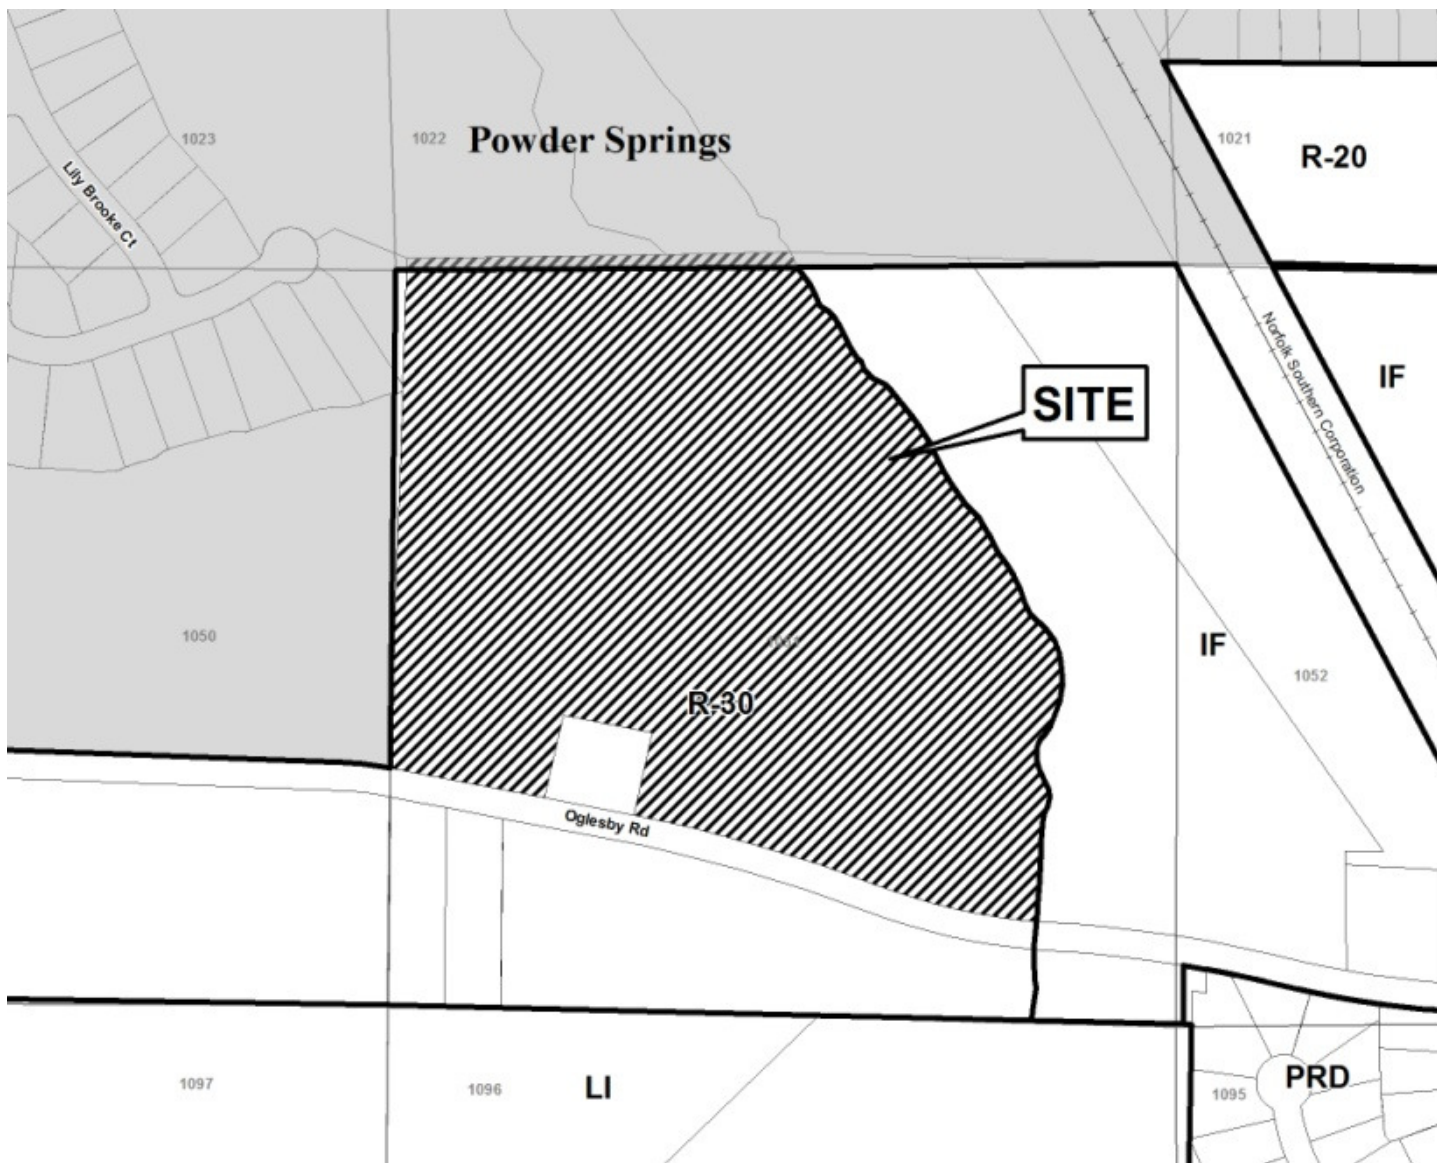 1023
1022
Powder Springs
1021
R-20
Lily Brooke Ct
Norfolk Southern Corporation
IF
SITE
1050
IF
1052
R-30
Oglesby Rd
1097
1096
LI
1095
PRD